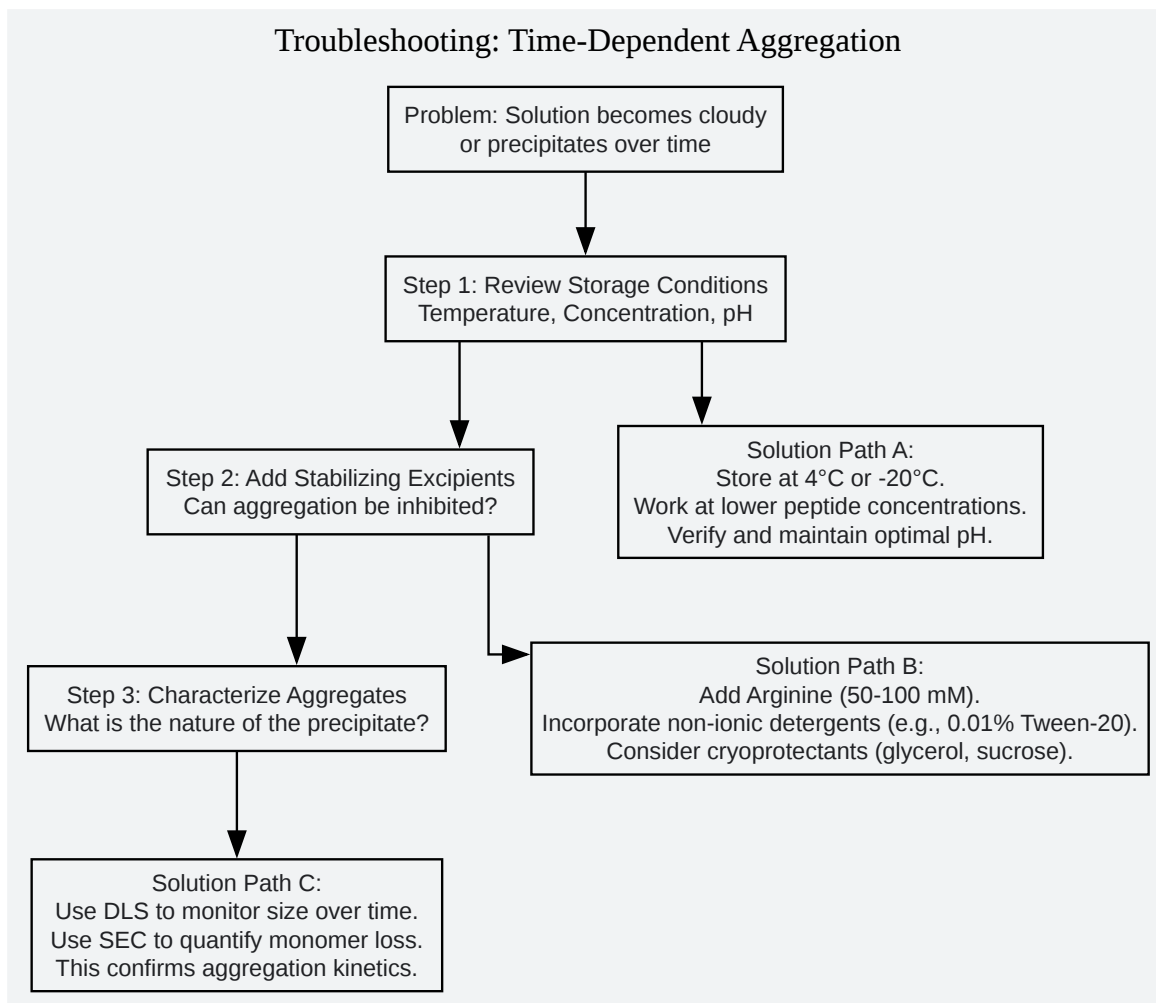 Troubleshooting: Time-Dependent Aggregation
Problem: Solution becomes cloudy
or precipitates over time
Step 1: Review Storage Conditions
Temperature, Concentration, pH
Solution Path A:
Store at 4°C or -20°C.
Work at lower peptide concentrations.
Verify and maintain optimal pH.
Step 2: Add Stabilizing Excipients
Can aggregation be inhibited?
Solution Path B:
Add Arginine (50-100 mM).
Incorporate non-ionic detergents (e.g., 0.01% Tween-20).
Consider cryoprotectants (glycerol, sucrose).
Step 3: Characterize Aggregates
What is the nature of the precipitate?
Solution Path C:
Use DLS to monitor size over time.
Use SEC to quantify monomer loss.
This confirms aggregation kinetics.